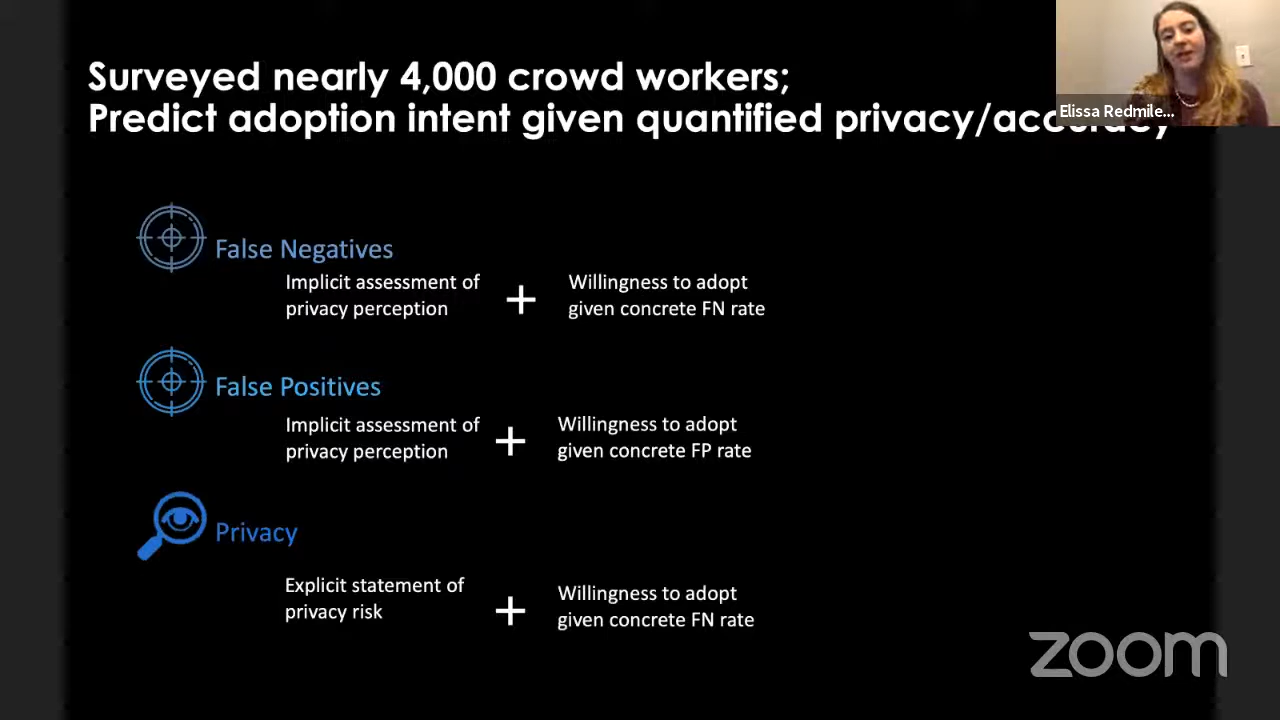 Surveyed nearly 4,000 crowd workers;
Predict adoption intent given quantified privacy/accuracy
Elissa Redmile...
False Negatives
Implicit assessment of
privacy perception
+
Willingness to adopt
given concrete FN rate
False Positives
Implicit assessment of
privacy perception
+
Willingness to adopt
given concrete FP rate
Privacy
Explicit statement of
privacy risk
+
Willingness to adopt
given concrete FN rate
zoom